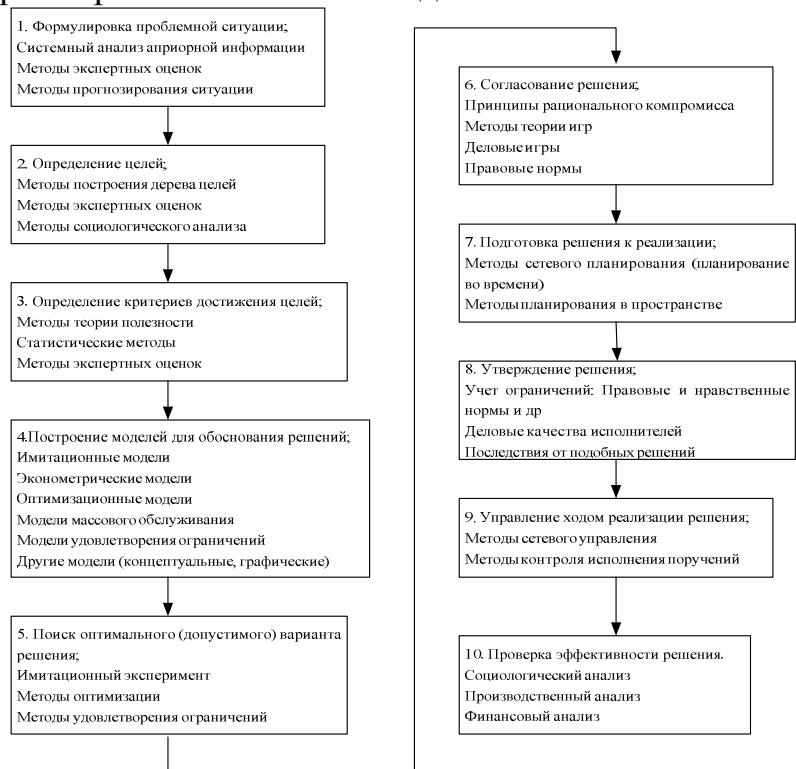 1. Формулировка проблемной ситуации;
Системный анализ априорной информации
Методы экспертных оценок
Методы прогнозирования ситуации
2. Определение целей;
Методы построения дерева целей
Методы экспертных оценок
Методы социологического анализа
3. Определение критериев достижения целей;
Методы теории полезности
Статистические методы
Методы экспертных оценок
4.Построение моделей для обоснования решений;
Имитационные модели
Эконометрические модели
Оптимизационные модели
Модели массового обслуживания
Модели удовлетворения ограничений
Другие модели (концептуальные, графические)
5. Поиск оптимального (допустимого) варианта
решения;
Имитационный эксперимент
Методы оптимизации
Методы удовлетворения ограничений
6. Согласование решения;
Принципы рационального компромисса
Методы теории игр
Деловые игры
Правовые нормы
7. Подготовка решения к реализации;
Методы сетевого планирования (планирование
во времени)
Методы планирования в пространстве
8. Утверждение решения;
Учет ограничений: Правовые и нравственные
нормы и др
Деловые качества исполнителей
Последствия от подобных решений
9. Управление ходом реализации решения;
Методы сетевого управления
Методы контроля исполнения поручений
10. Проверка эффективности решения.
Социологический анализ
Производственный анализ
Финансовый анализ